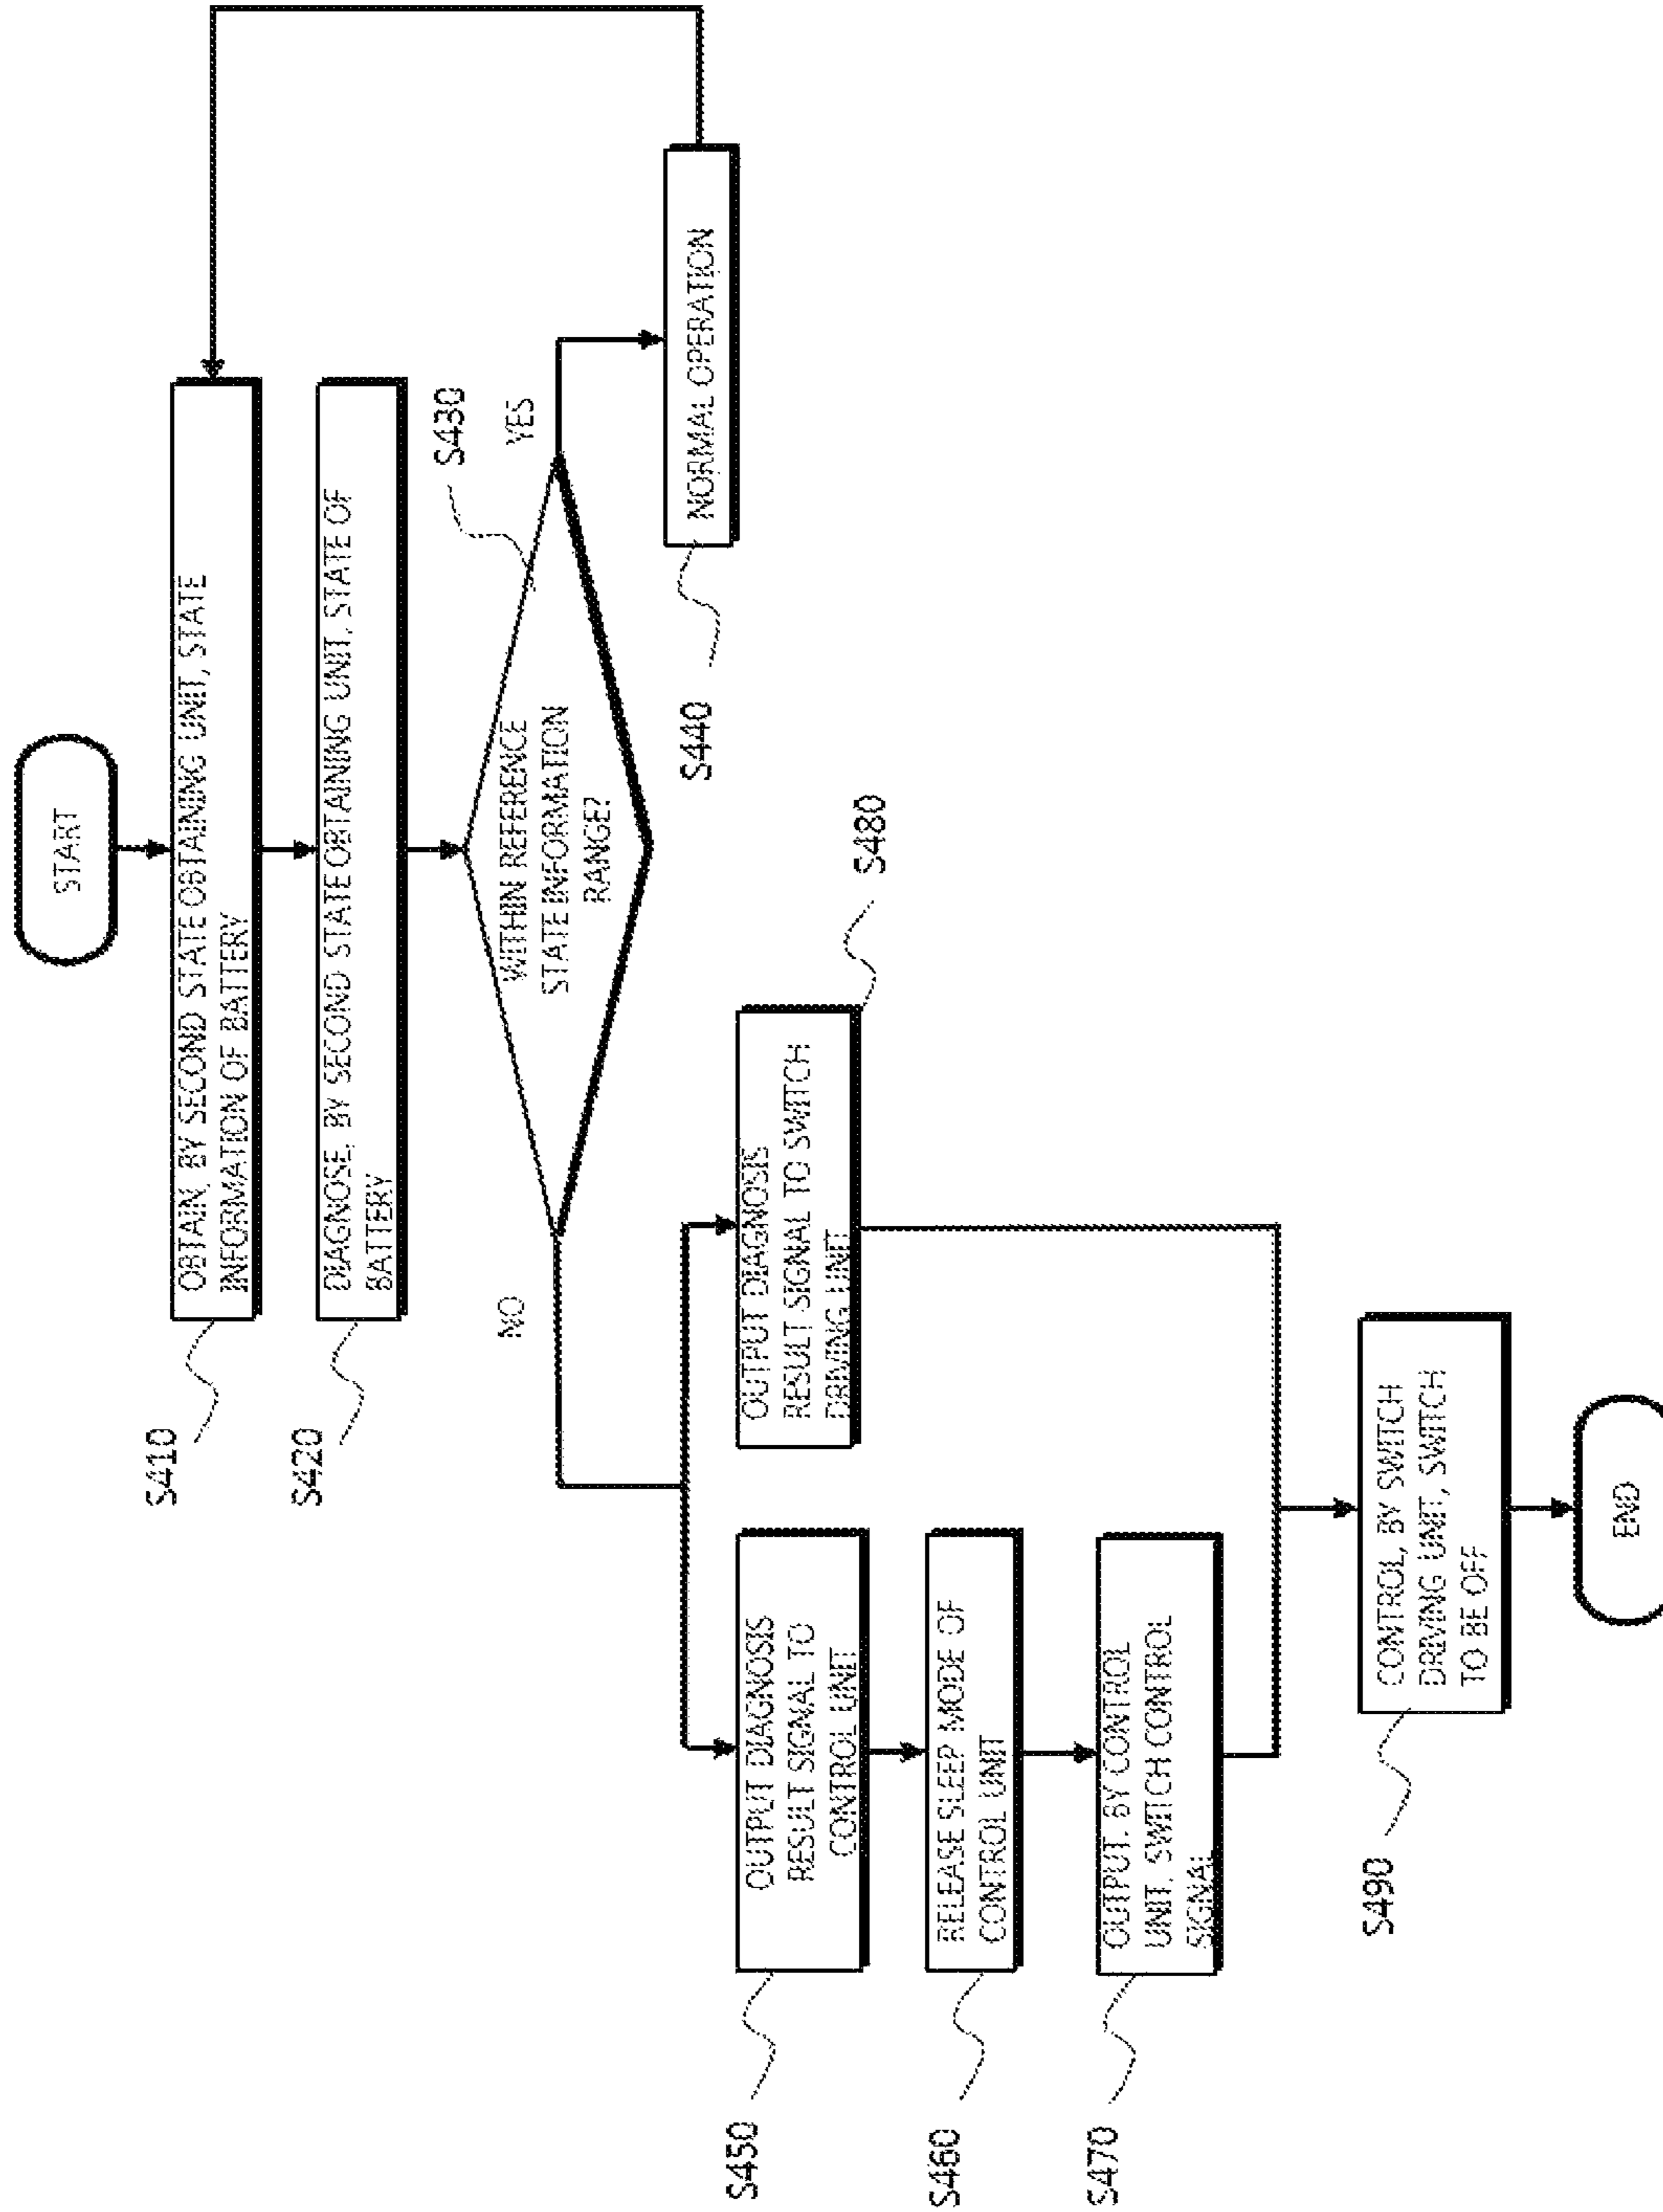 START
S410
OBTAIN, BY SECOND STATE OBTAINING UNIT, STATE
INFORMATION OF BATTERY
S420
DIAGNOSE, BY SECOND STATE OBTAINING UNIT, STATE OF
BATTERY
S430
WITHIN REFERENCE
STATE INFORMATION
RANGE?
NO
YES
S440
NORMAL OPERATION
S450
OUTPUT DIAGNOSIS
RESULT SIGNAL TO
CONTROL UNIT
S480
OUTPUT DIAGNOSIS
RESULT SIGNAL TO SWITCH
DRIVING UNIT
S460
RELEASE SLEEP MODE OF
CONTROL UNIT
S470
OUTPUT, BY CONTROL
UNIT, SWITCH CONTROL
SIGNAL
S490
CONTROL, BY SWITCH
DRIVING UNIT, SWITCH
TO BE OFF
END